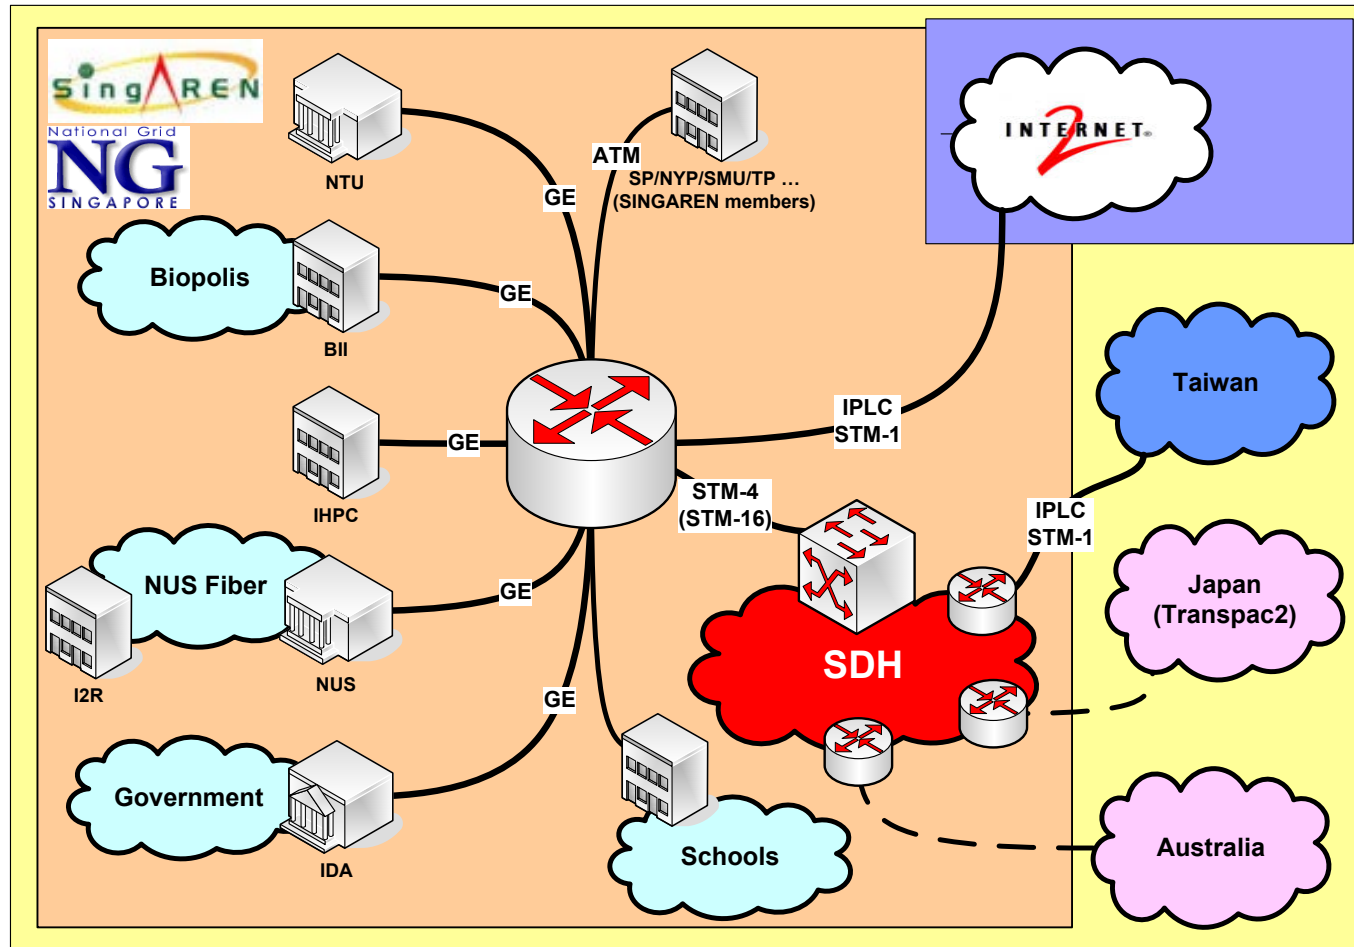 SingAREN
National Grid
NG
SINGAPORE
NTU
GE
ATM
SP/NYP/SMU/TP ...
(SINGAREN members)
INTERNET®
2
Biopolis
BII
GE
IHPC
GE
IPLC
STM-1
Taiwan
STM-4
(STM-16)
IPLC
STM-1
NUS Fiber
I2R
NUS
GE
SDH
Japan
(Transpac2)
Government
IDA
GE
Schools
Australia